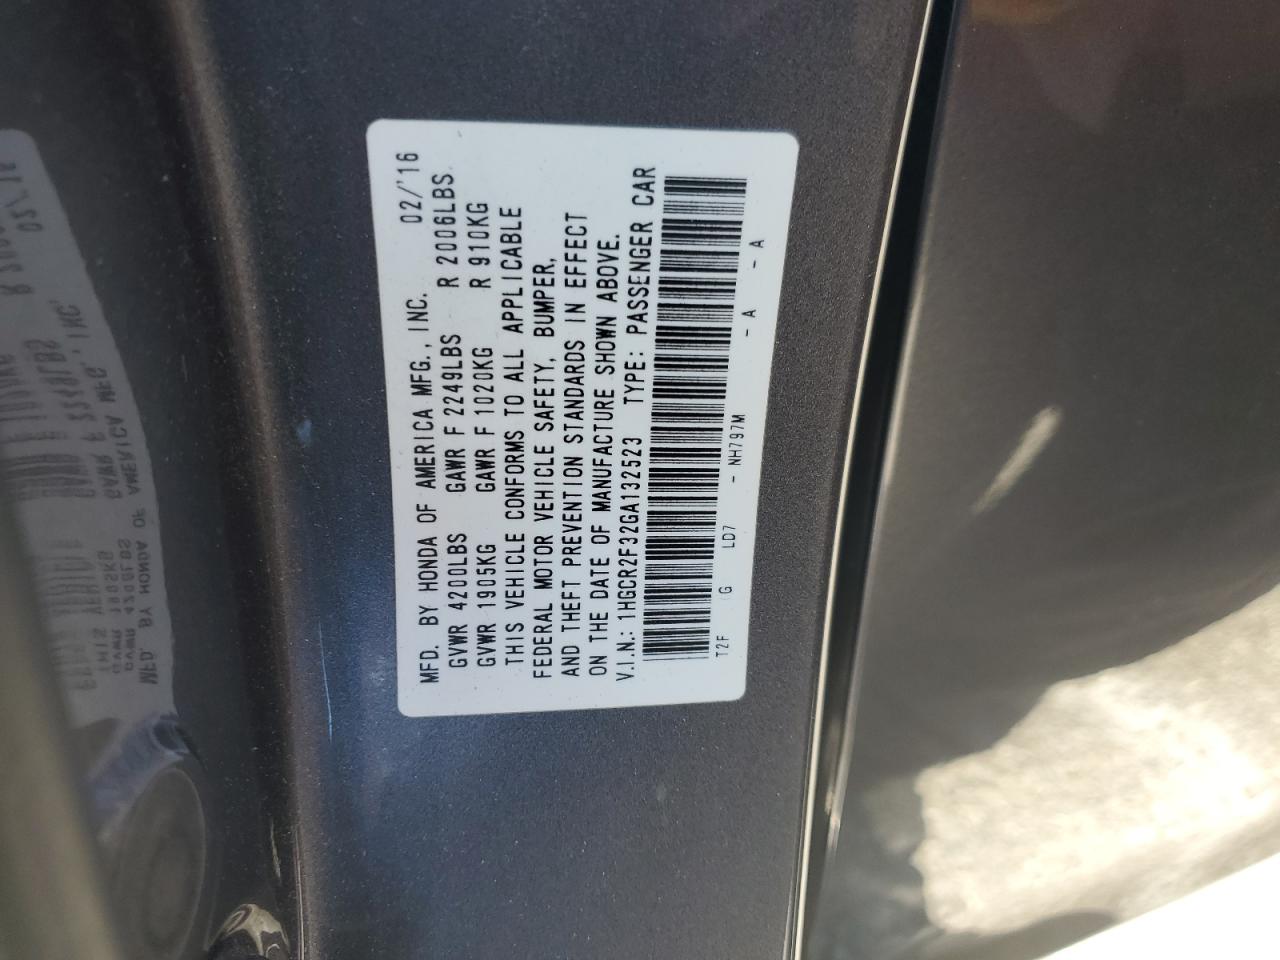 MFD. BY HONDA OF AMERICA MFG., INC. 02/'16
GVWR 4200LBS GAWR F 2249LBS R 2006LBS
GVWR 1905KG GAWR F 1020KG R 910KG
THIS VEHICLE CONFORMS TO ALL APPLICABLE
FEDERAL MOTOR VEHICLE SAFETY, BUMPER,
AND THEFT PREVENTION STANDARDS IN EFFECT
ON THE DATE OF MANUFACTURE SHOWN ABOVE.
V.I.N.: 1HGCR2F32GA132523 TYPE: PASSENGER CAR
T2F G LD7 - NH797M - A - A